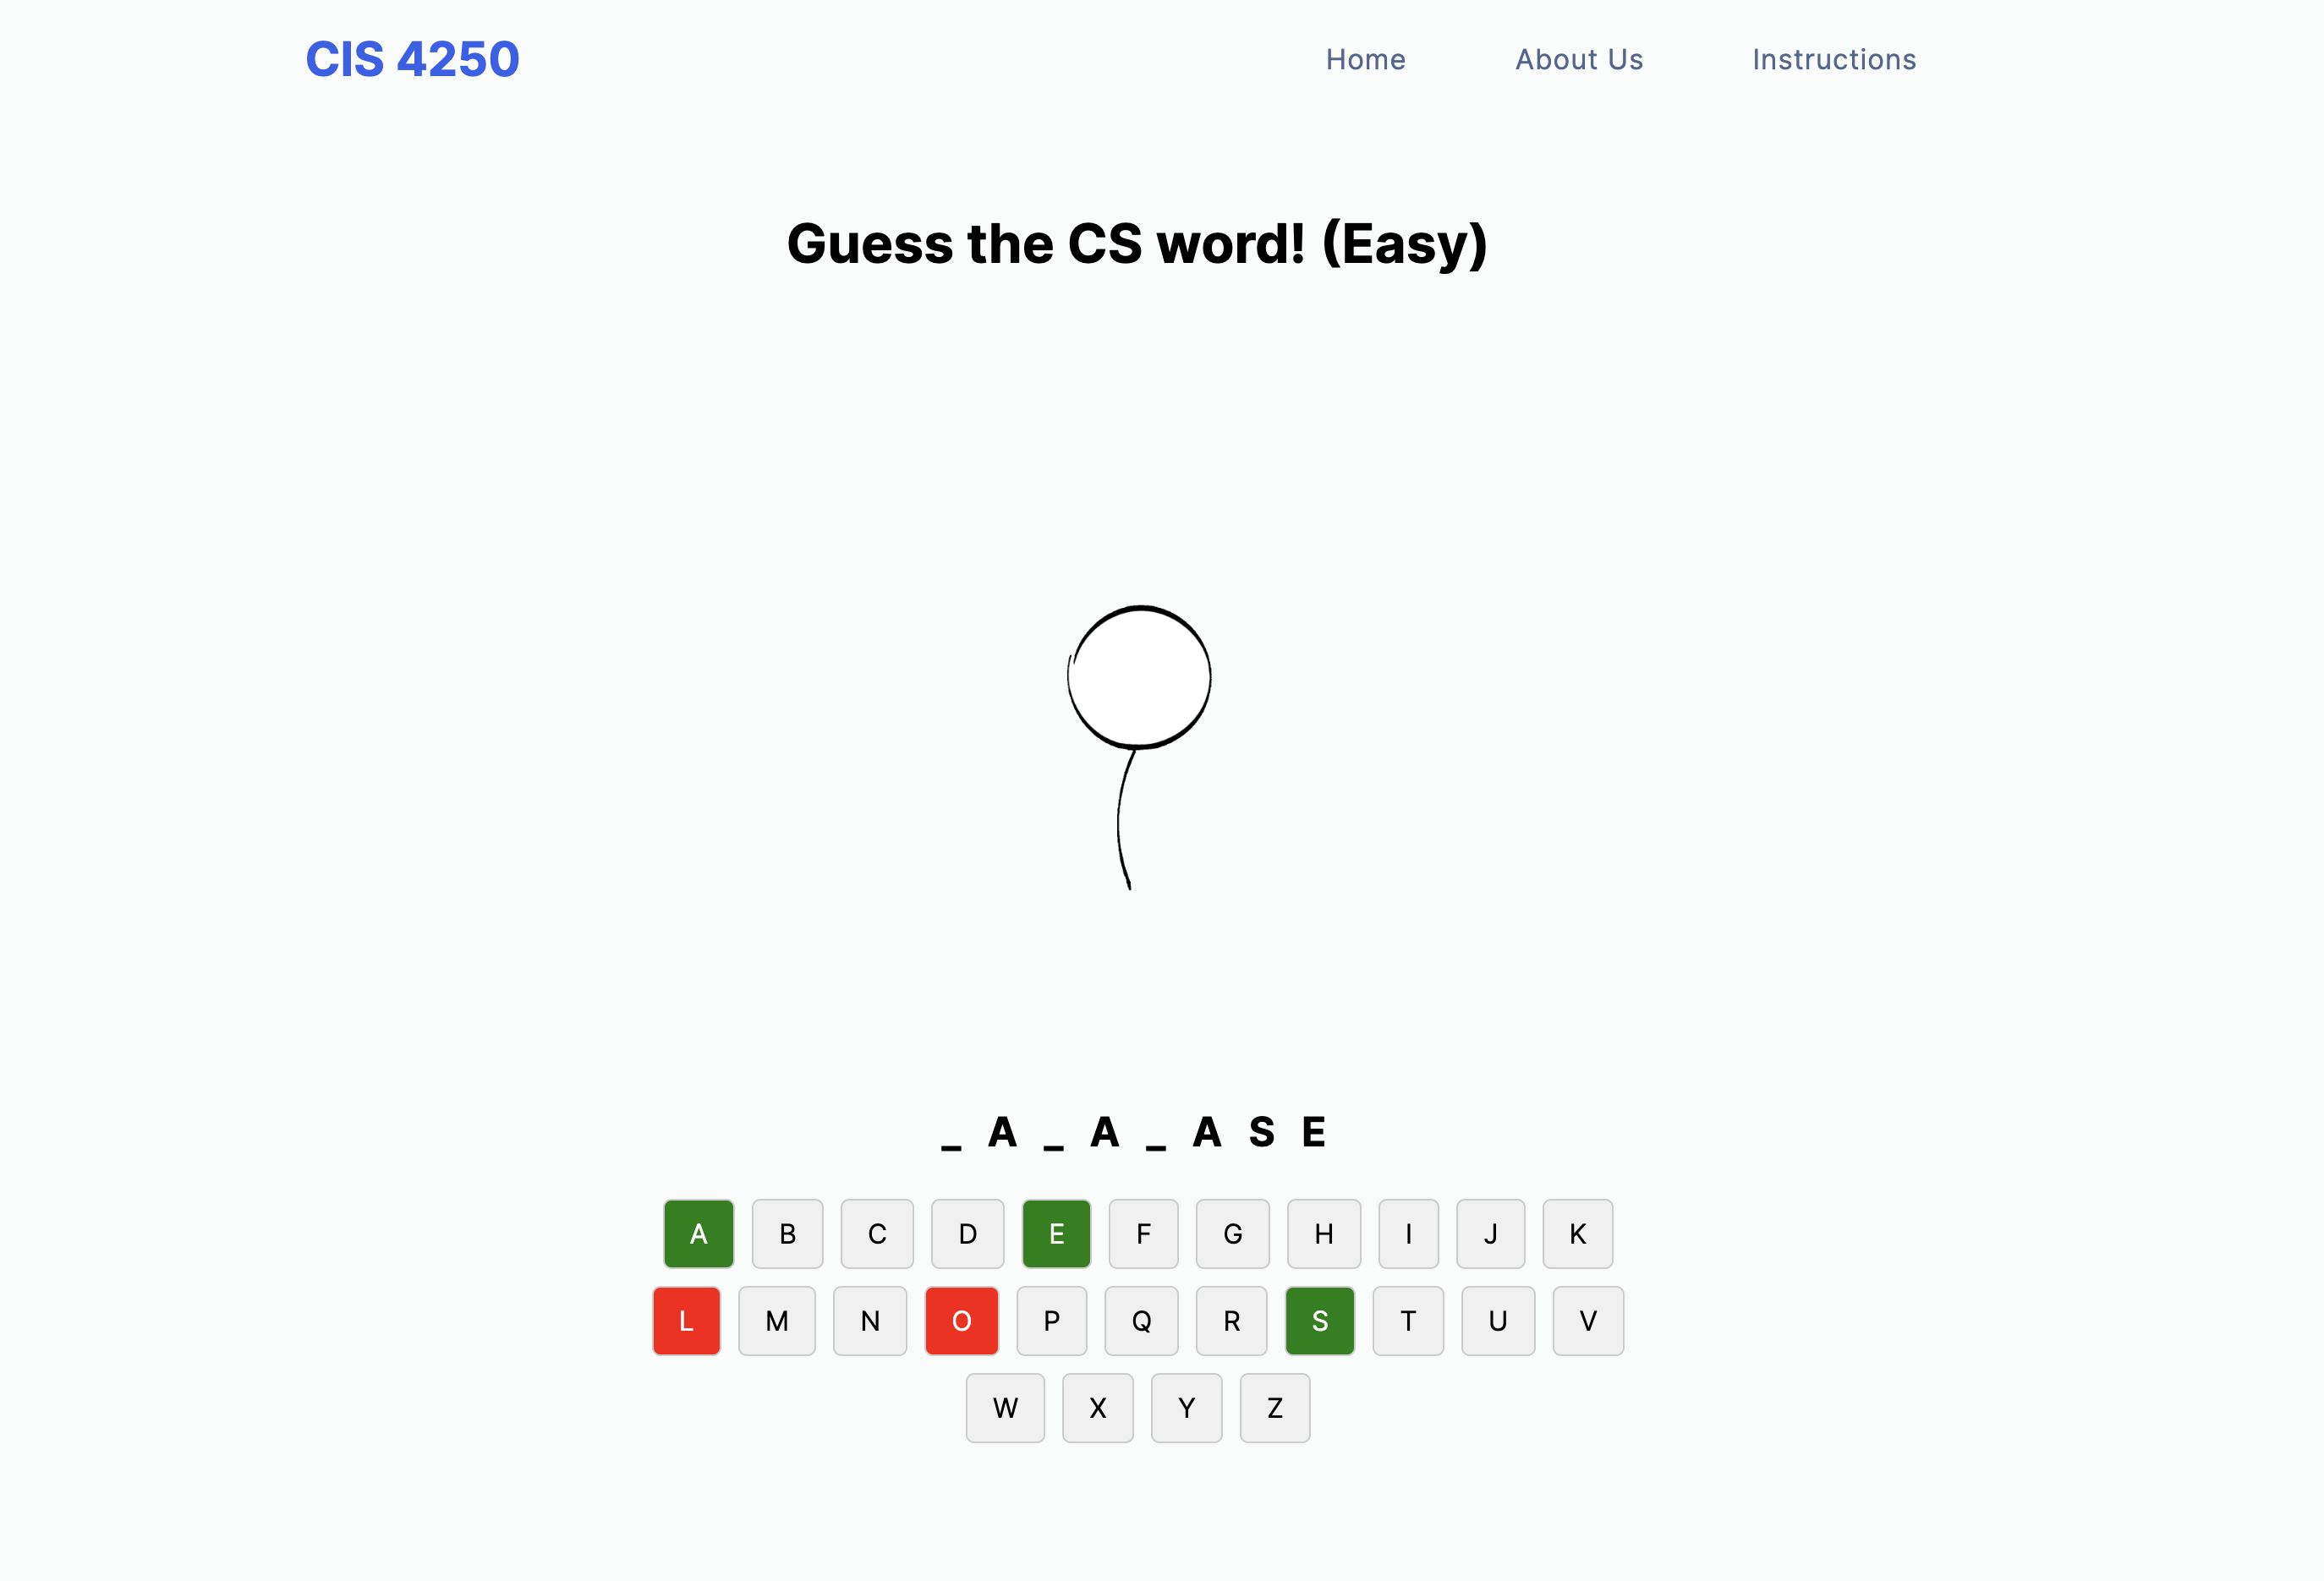 CIS 4250 Home About Us Instructions
Guess the CS word! (Easy)
_ A _ A _ A S E
A B C D E F G H I J K
L M N O P Q R S T U V
W X Y Z